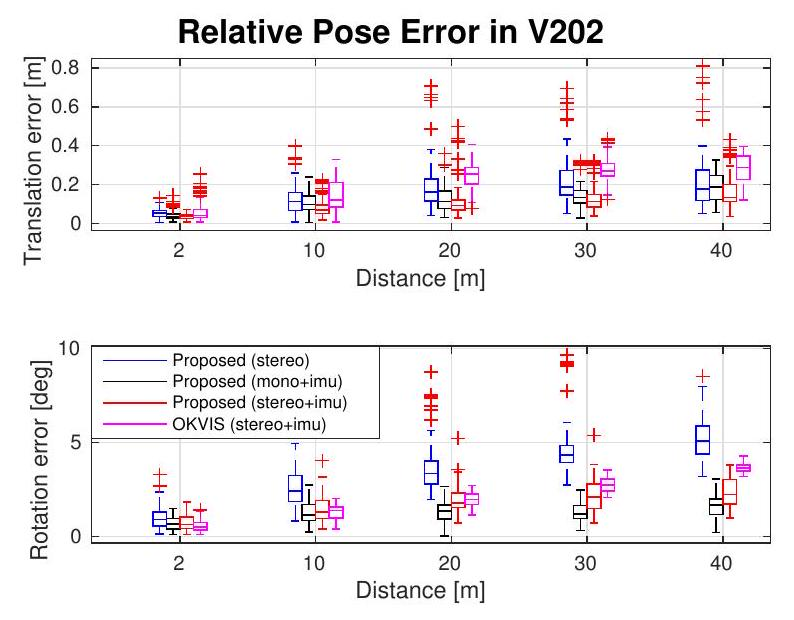 Relative Pose Error in V202
Translation error [m]
0.8
0.6
0.4
0.2
0
2 10 20 30 40
Distance [m]
Rotation error [deg]
10
5
0
Proposed (stereo)
Proposed (mono+imu)
Proposed (stereo+imu)
OKVIS (stereo+imu)
2 10 20 30 40
Distance [m]